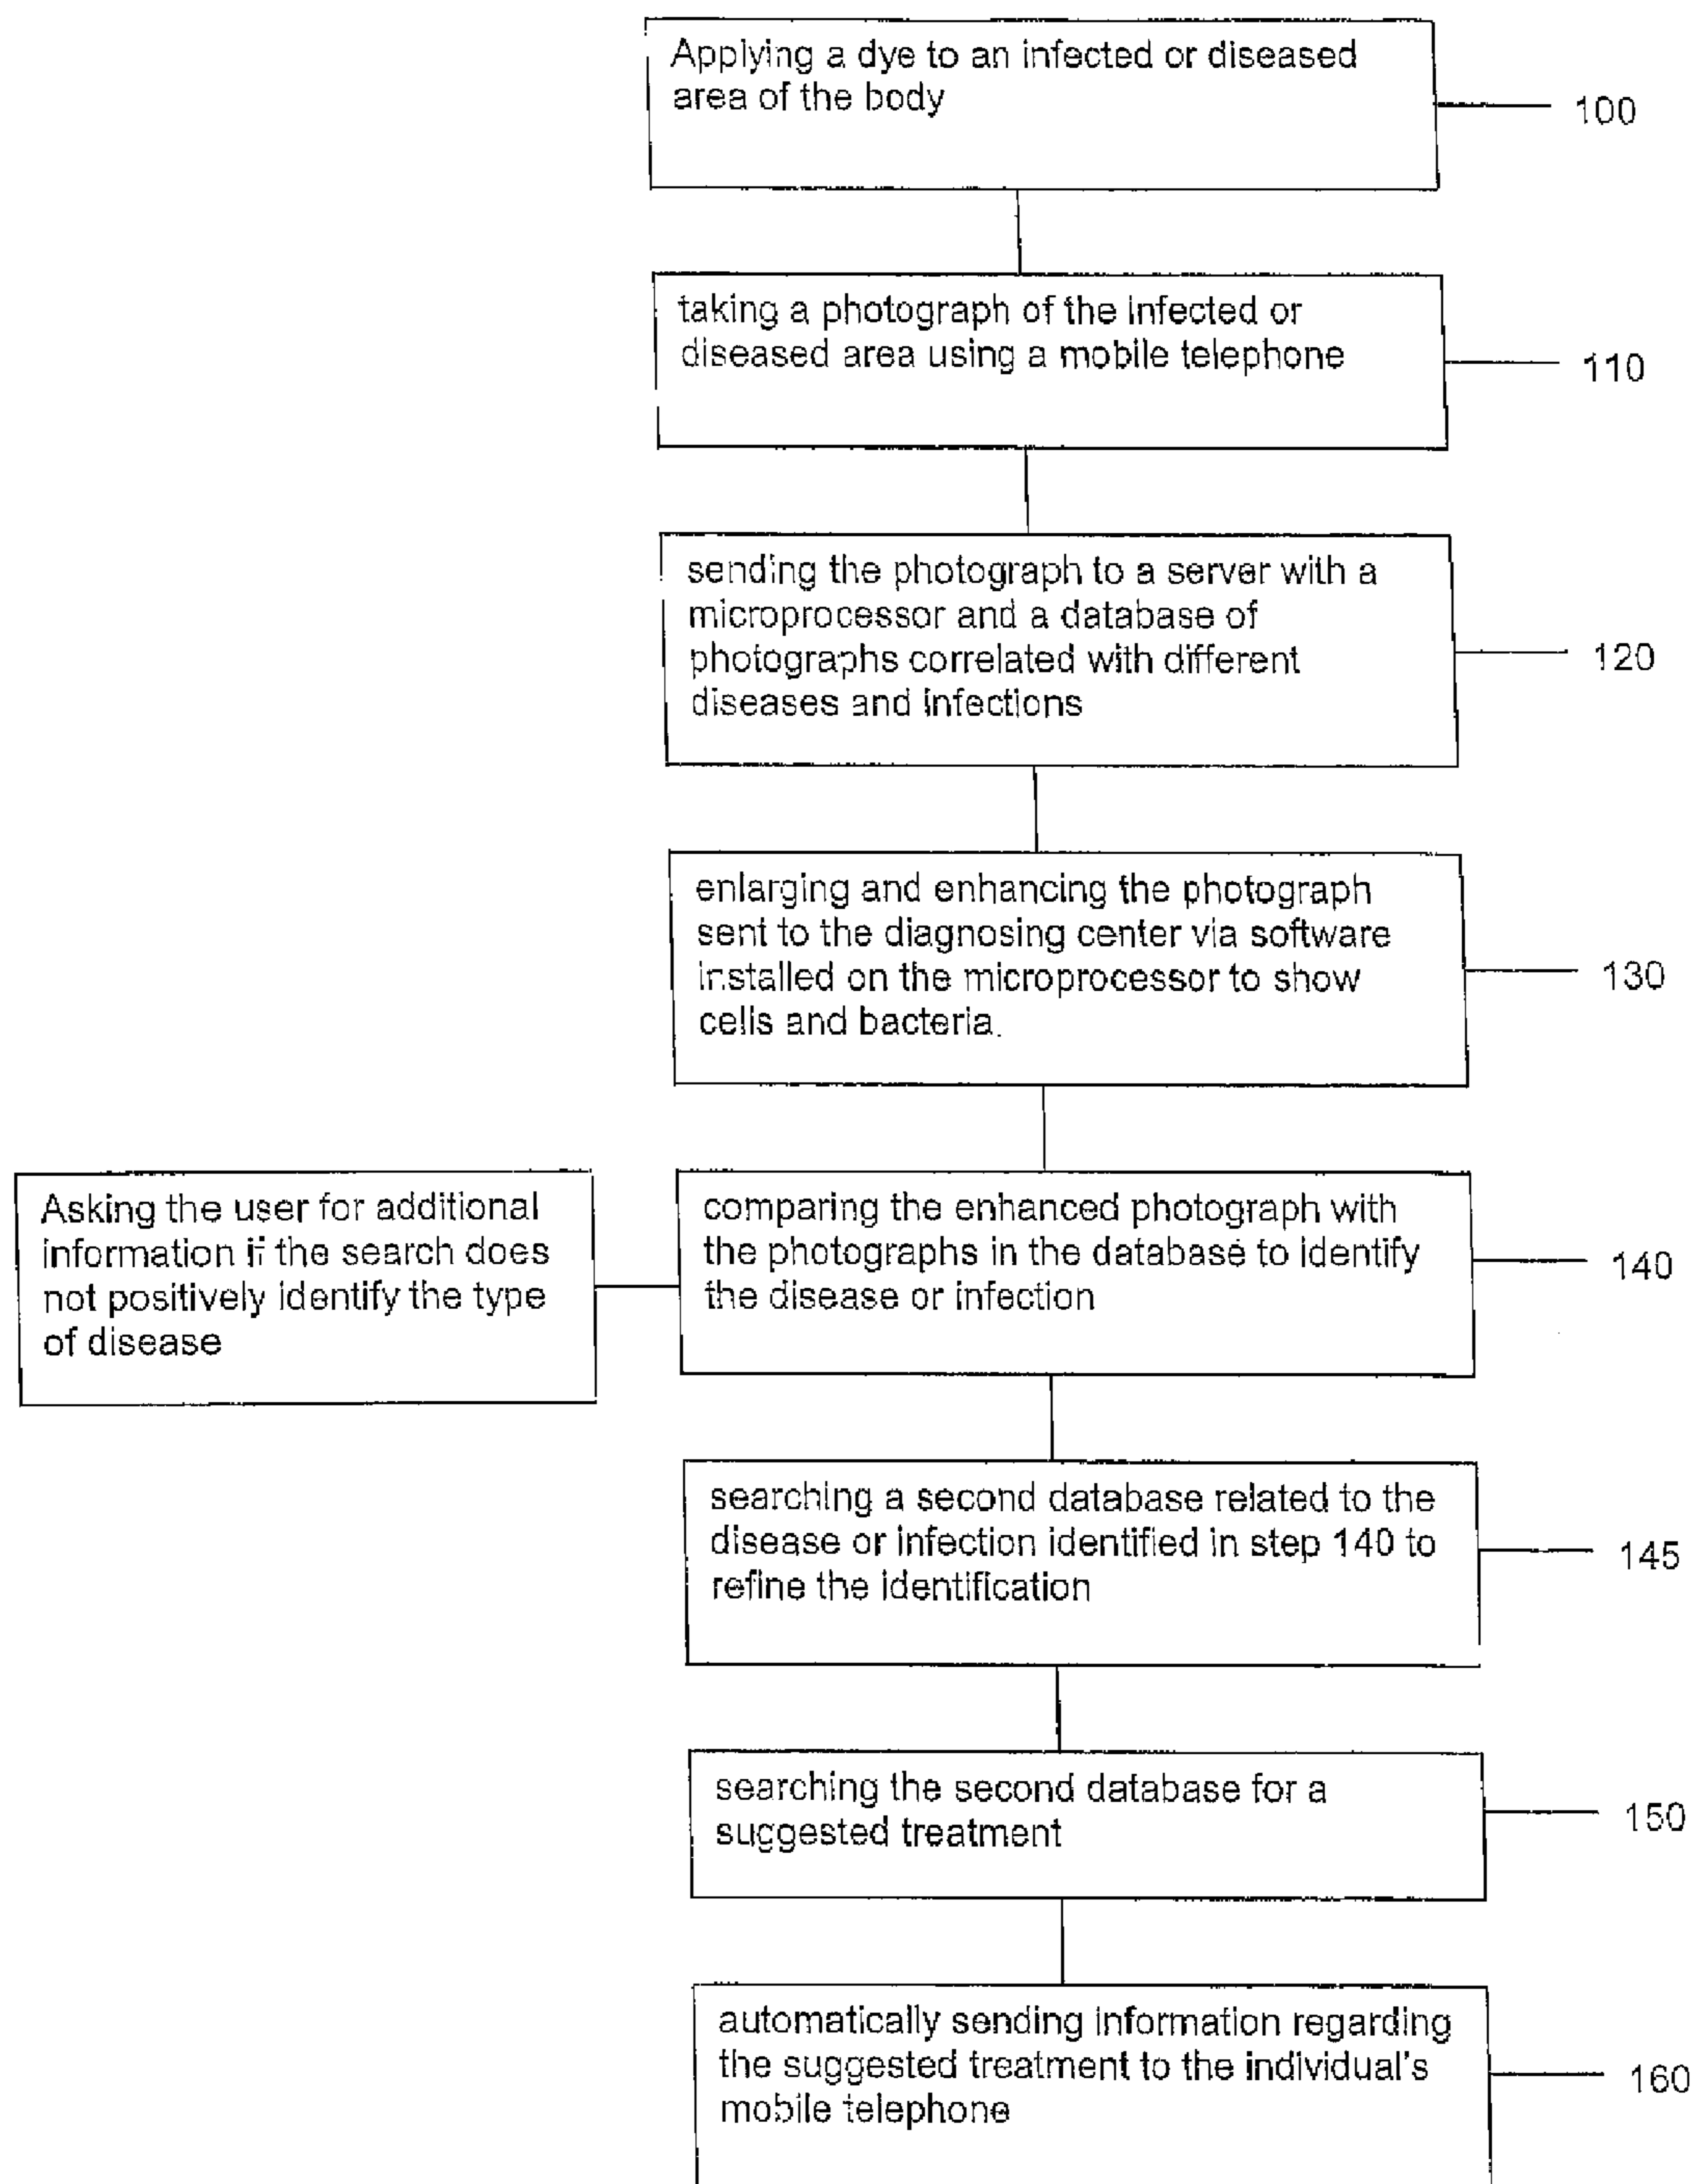 Applying a dye to an infected or diseased
area of the body
100
taking a photograph of the infected or
diseased area using a mobile telephone
110
sending the photograph to a server with a
microprocessor and a database of
photographs correlated with different
diseases and infections
120
enlarging and enhancing the photograph
sent to the diagnosing center via software
installed on the microprocessor to show
cells and bacteria.
130
Asking the user for additional
information if the search does
not positively identify the type
of disease
comparing the enhanced photograph with
the photographs in the database to identify
the disease or infection
140
searching a second database related to the
disease or infection identified in step 140 to
refine the identification
145
searching the second database for a
suggested treatment
150
automatically sending information regarding
the suggested treatment to the individual's
mobile telephone
160